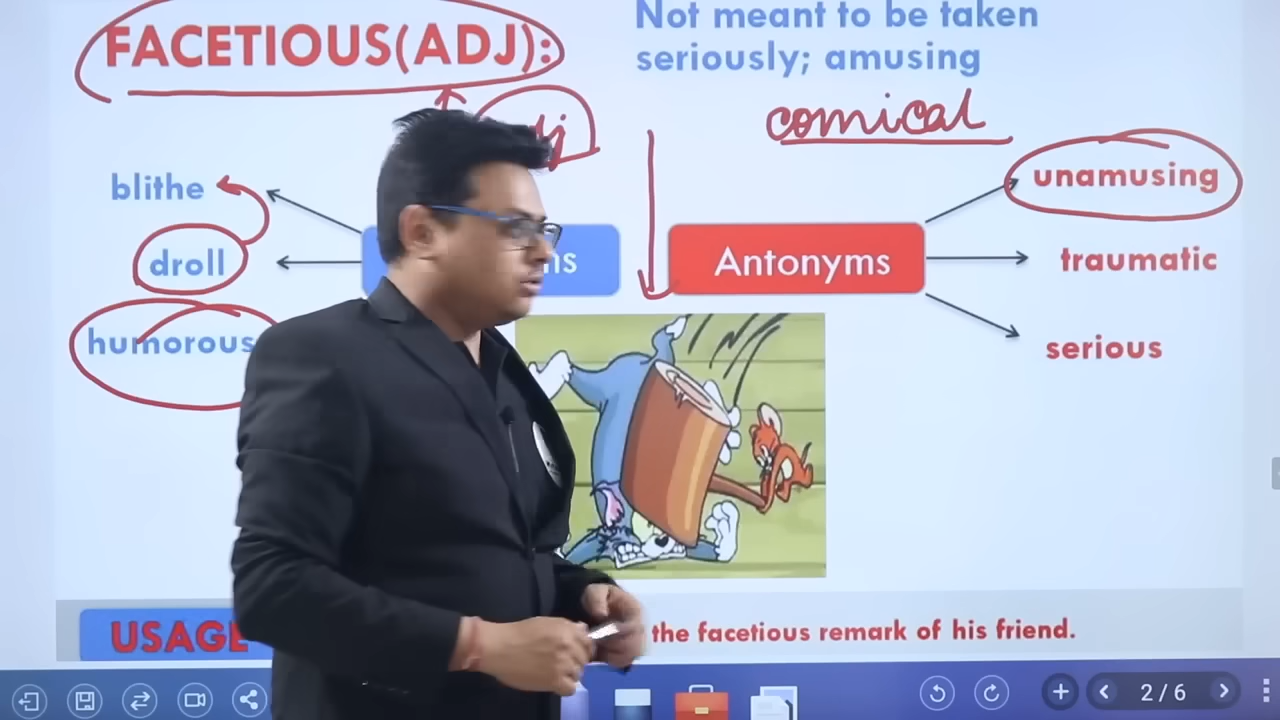 FACETIOUS(ADJ):
Not meant to be taken
seriously; amusing
comical
blithe
droll
humorous
Antonyms
unamusing
traumatic
serious
USAGE
the facetious remark of his friend.
2 / 6